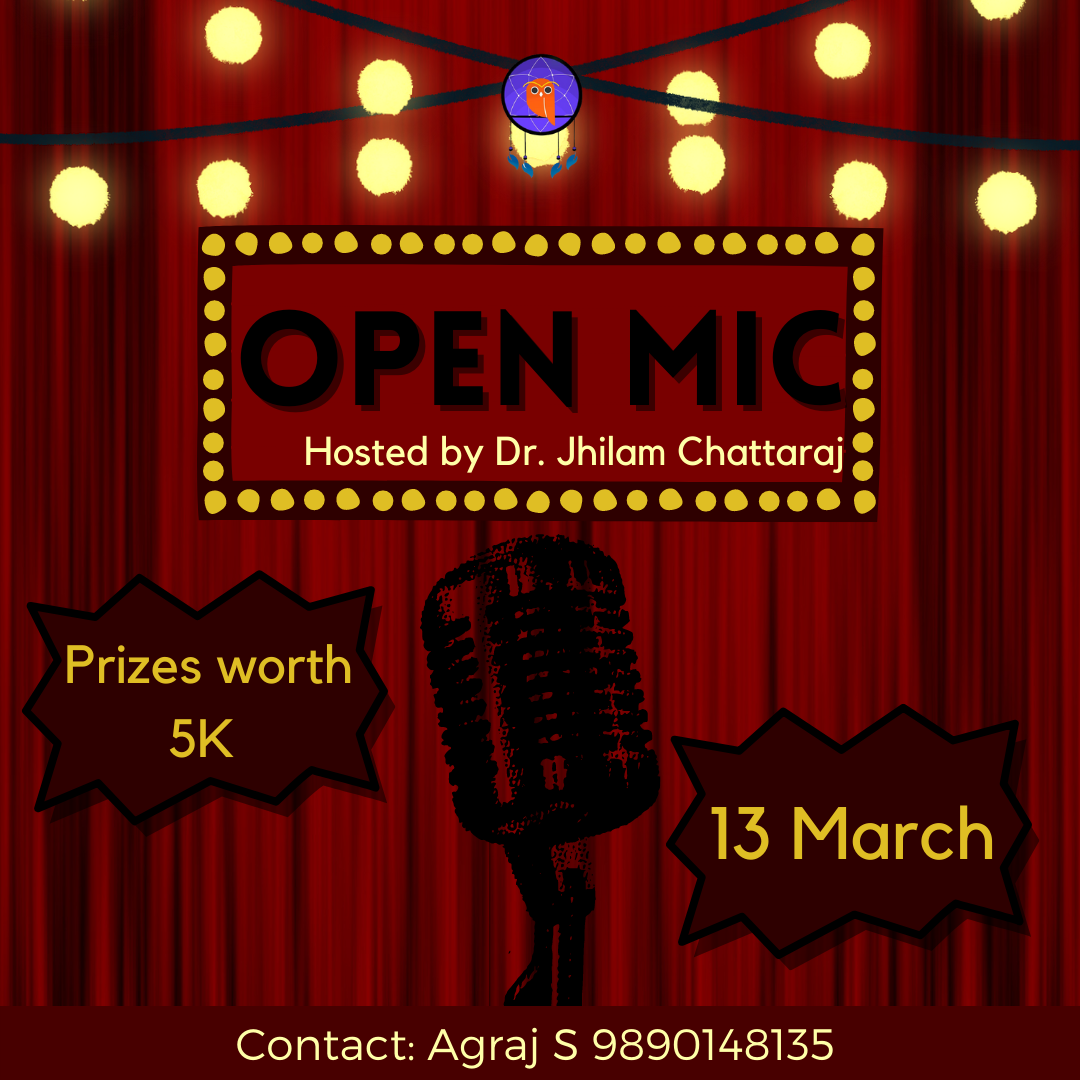 OPEN MIC
Hosted by Dr. Jhilam Chattaraj
Prizes worth
5K
13 March
Contact: Agraj S 9890148135